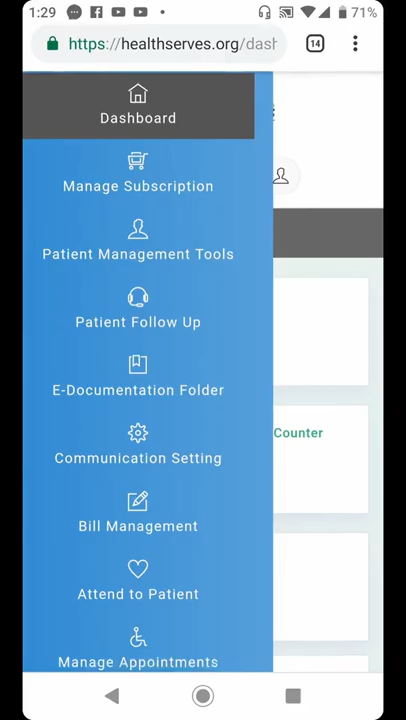 1:29
71%
https://healthserves.org/dash
14
Dashboard
Manage Subscription
Patient Management Tools
Patient Follow Up
E-Documentation Folder
Counter
Communication Setting
Bill Management
Attend to Patient
Manage Appointments